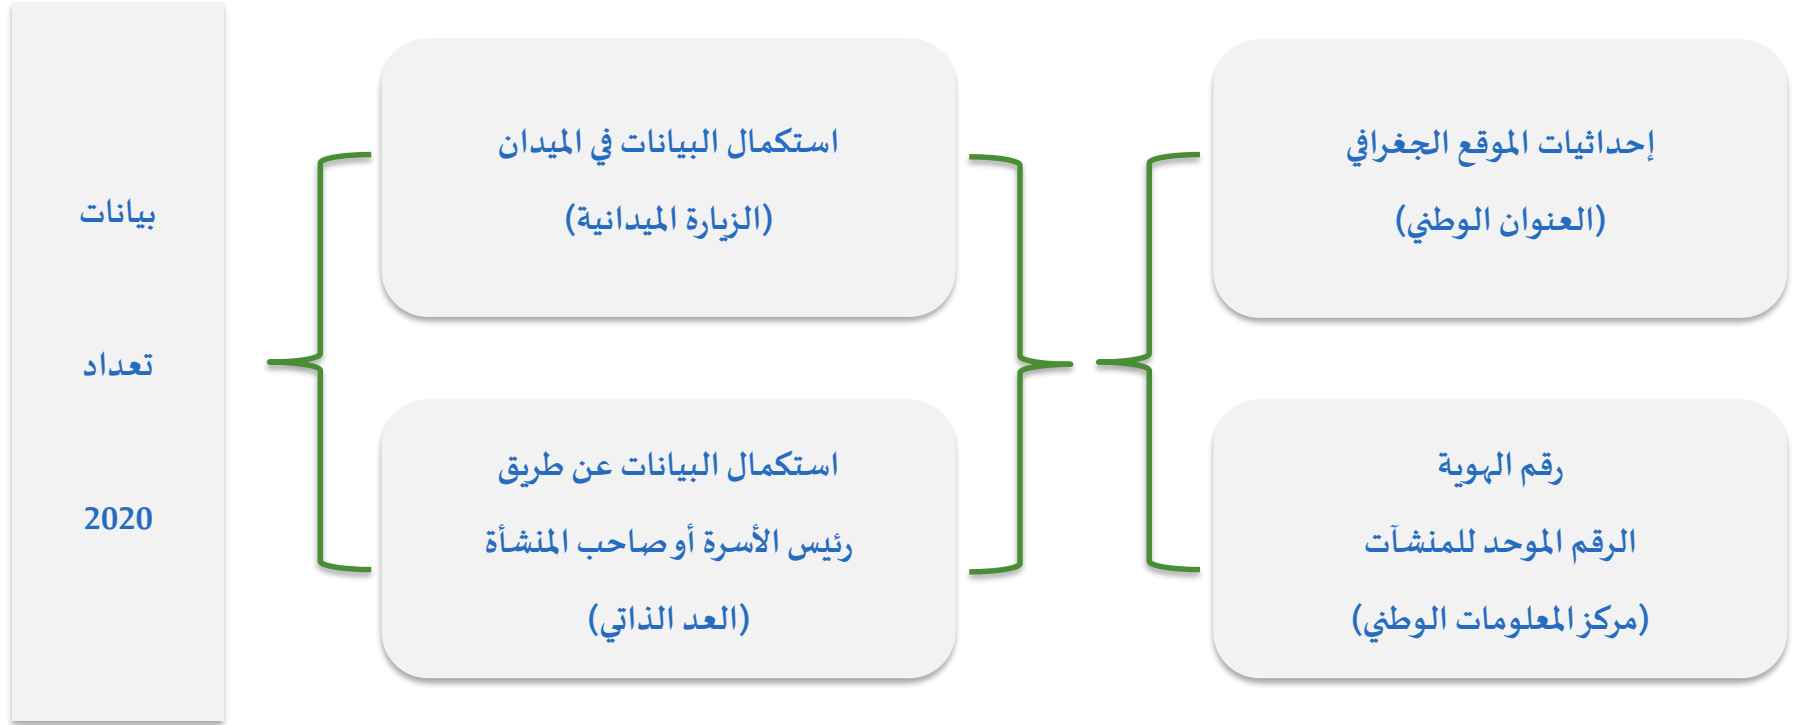 إحداثيات الموقع الجغرافي
(العنوان الوطني)
رقم الهوية
الرقم الموحد للمنشآت
(مركز المعلومات الوطني)
استكمال البيانات في الميدان
(الزيارة الميدانية)
استكمال البيانات عن طريق
رئيس الأسرة أو صاحب المنشأة
(العد الذاتي)
بيانات
تعداد
2020